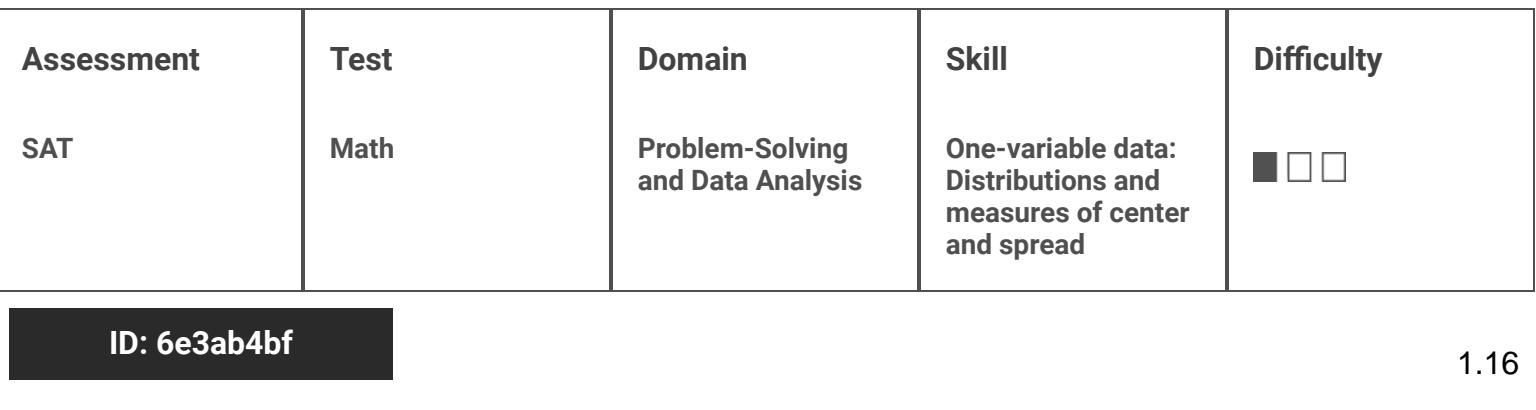 Assessment Test Domain Skill Difficulty
SAT Math Problem-Solving One-variable data:
and Data Analysis Distributions and
measures of center
and spread
ID: 6e3ab4bf
1.16